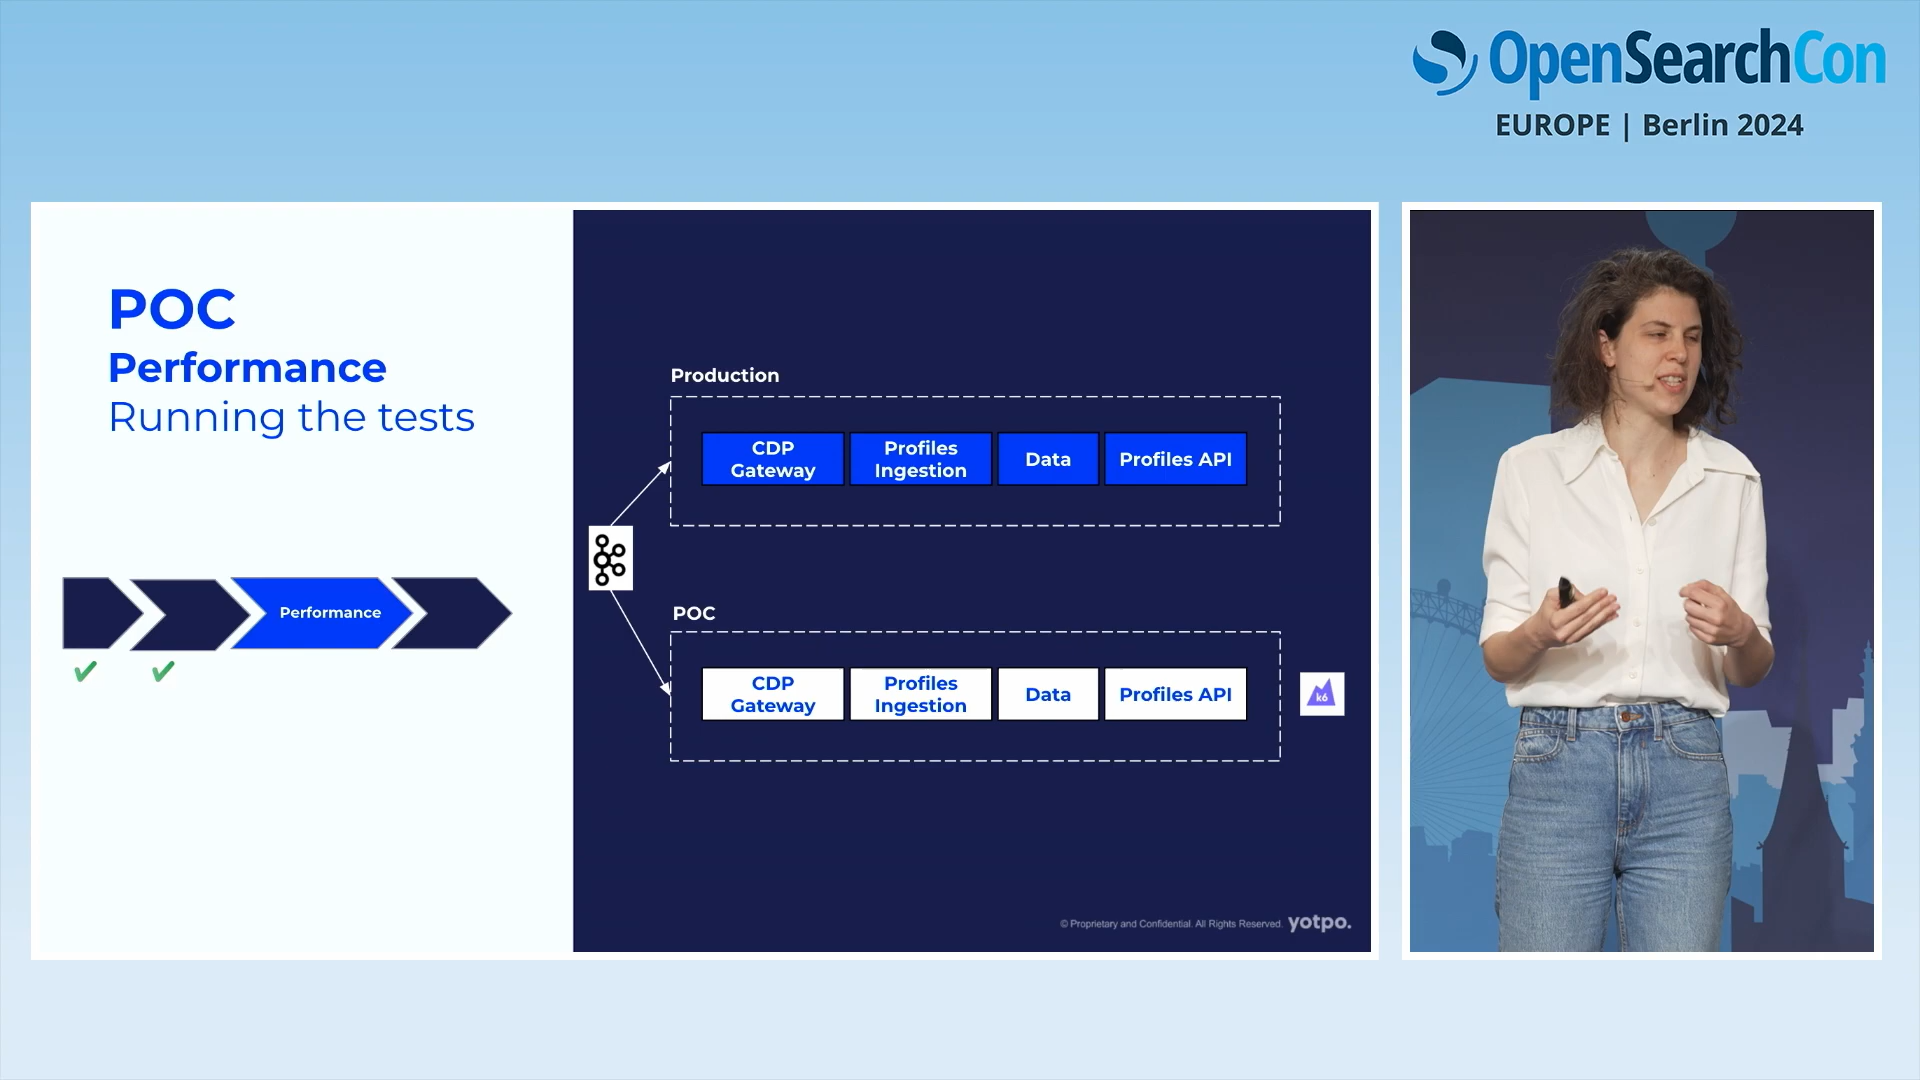 OpenSearchCon
EUROPE | Berlin 2024
POC
Performance
Running the tests
Performance
Production
CDP
Gateway
Profiles
Ingestion
Data
Profiles API
POC
CDP
Gateway
Profiles
Ingestion
Data
Profiles API
k6
© Proprietary and Confidential. All Rights Reserved. yotpo.